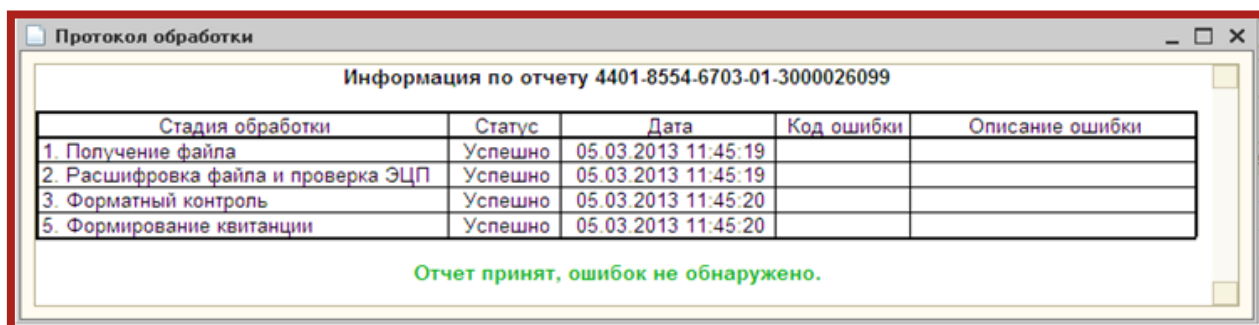 Протокол обработки
Информация по отчету 4401-8554-6703-01-3000026099
Стадия обработки Статус Дата Код ошибки Описание ошибки
1. Получение файла Успешно 05.03.2013 11:45:19
2. Расшифровка файла и проверка ЭЦП Успешно 05.03.2013 11:45:19
3. Форматный контроль Успешно 05.03.2013 11:45:20
5. Формирование квитанции Успешно 05.03.2013 11:45:20
Отчет принят, ошибок не обнаружено.